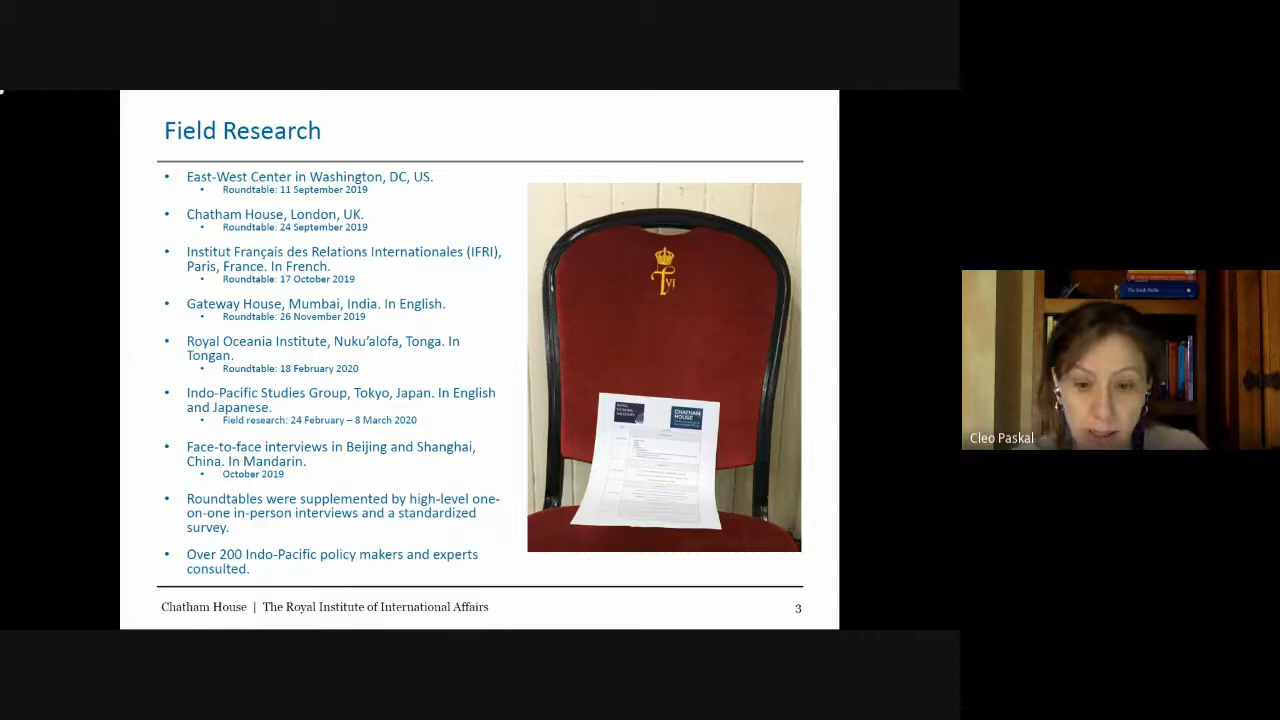 Field Research
• East-West Center in Washington, DC, US.
• Roundtable: 11 September 2019
• Chatham House, London, UK.
• Roundtable: 24 September 2019
• Institut Français des Relations Internationales (IFRI),
Paris, France. In French.
• Roundtable: 17 October 2019
• Gateway House, Mumbai, India. In English.
• Roundtable: 26 November 2019
• Royal Oceania Institute, Nuku’alofa, Tonga. In
Tongan.
• Roundtable: 18 February 2020
• Indo-Pacific Studies Group, Tokyo, Japan. In English
and Japanese.
• Field research: 24 February – 8 March 2020
• Face-to-face interviews in Beijing and Shanghai,
China. In Mandarin.
• October 2019
• Roundtables were supplemented by high-level one-
on-one in-person interviews and a standardized
survey.
• Over 200 Indo-Pacific policy makers and experts
consulted.
VI
CHATHAM
HOUSE
Chatham House | The Royal Institute of International Affairs
3
Cleo Paskal